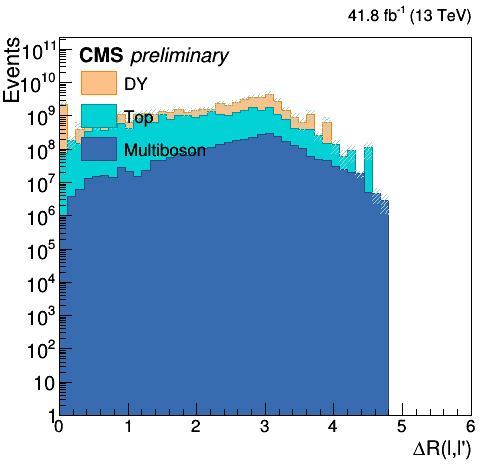 41.8 fb⁻¹ (13 TeV)
Events
CMS preliminary
DY
Top
Multiboson
10¹¹
10¹⁰
10⁹
10⁸
10⁷
10⁶
10⁵
10⁴
10³
10²
10
1
0 1 2 3 4 5 6
ΔR(l,l')